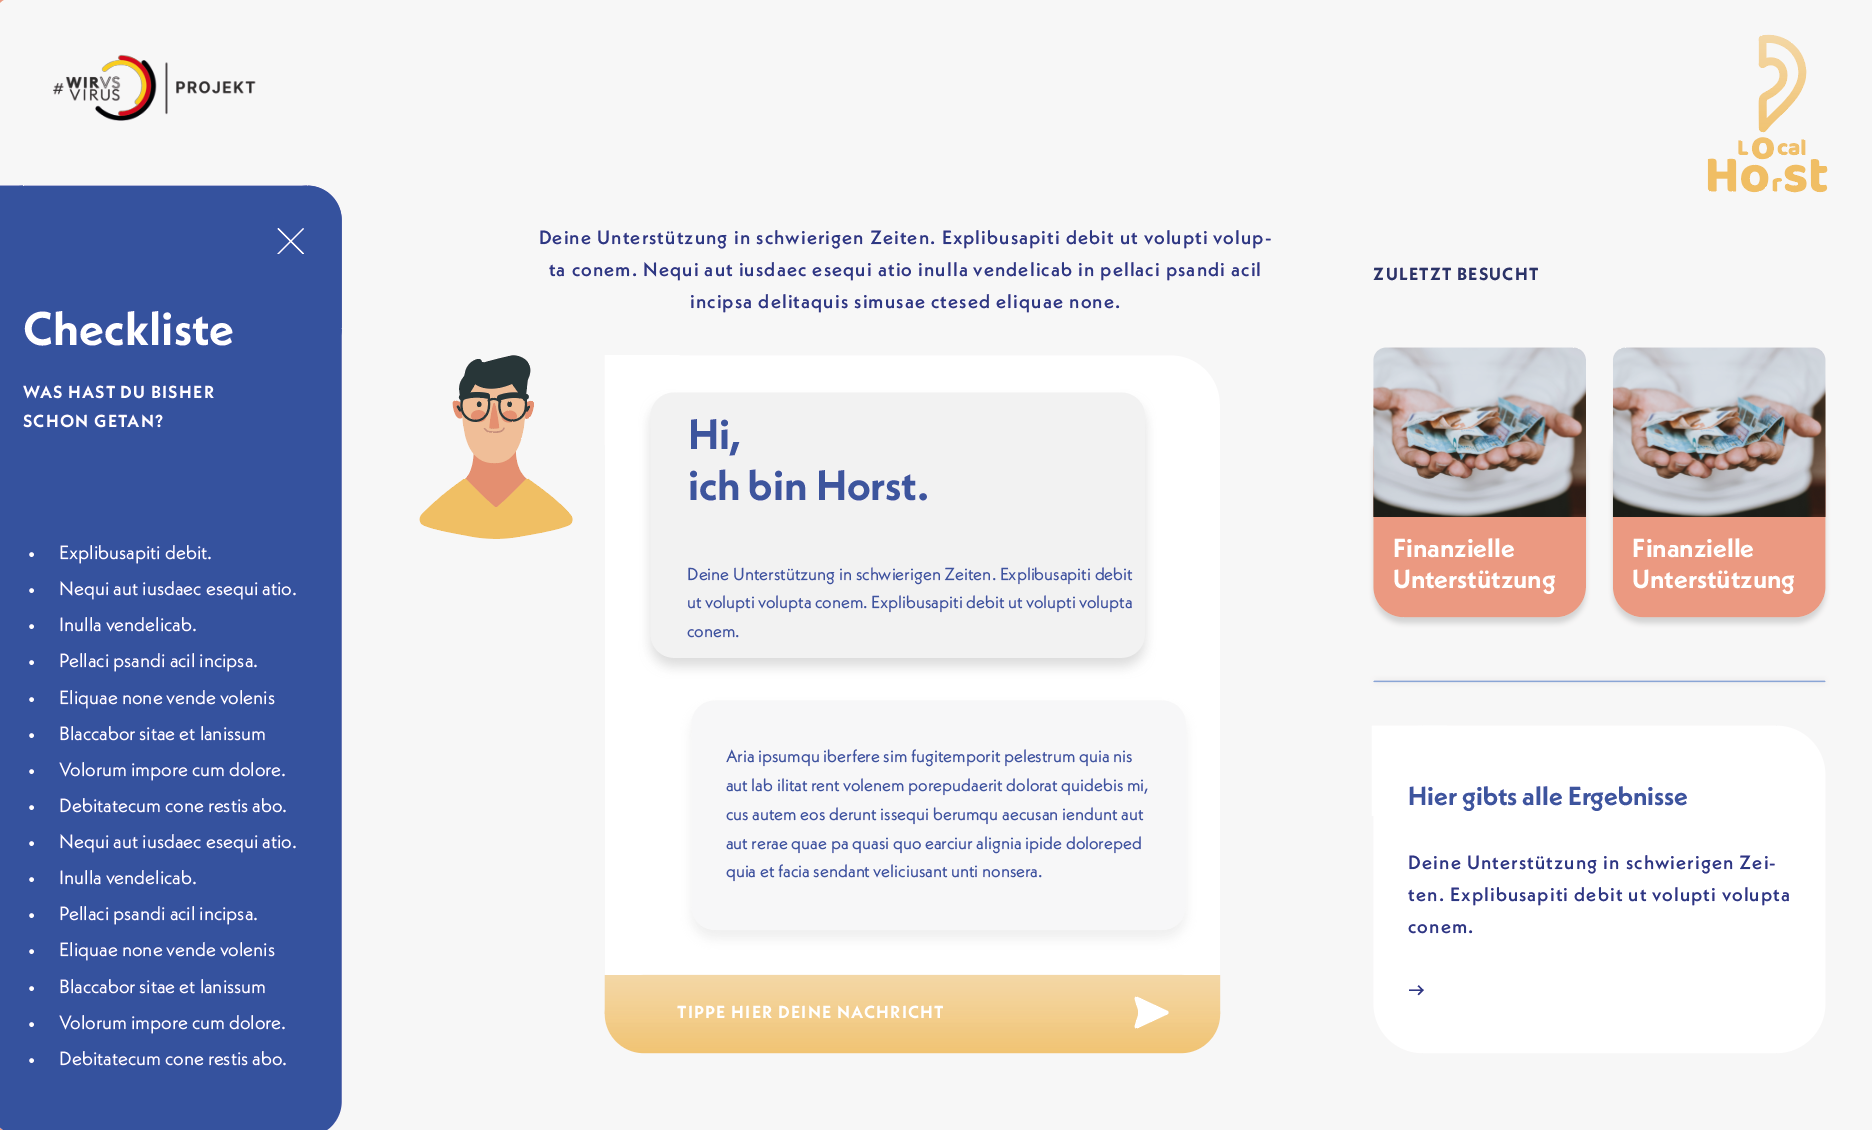 #WIRVS
VIRUS
PROJEKT
Local
Horst
Checkliste
WAS HAST DU BISHER
SCHON GETAN?
• Explibusapiti debit.
• Nequi aut iusdaec esequi atio.
• Inulla vendelicab.
• Pellaci psandi acil incipsa.
• Eliquae none vende volenis
• Blaccabor sitae et lanissum
• Volorum impore cum dolore.
• Debitatecum cone restis abo.
• Nequi aut iusdaec esequi atio.
• Inulla vendelicab.
• Pellaci psandi acil incipsa.
• Eliquae none vende volenis
• Blaccabor sitae et lanissum
• Volorum impore cum dolore.
• Debitatecum cone restis abo.
Deine Unterstützung in schwierigen Zeiten. Explibusapiti debit ut volupti volup-
ta conem. Nequi aut iusdaec esequi atio inulla vendelicab in pellaci psandi acil
incipsa delitaquis simusae ctesed eliquae none.
Hi,
ich bin Horst.
Deine Unterstützung in schwierigen Zeiten. Explibusapiti debit
ut volupti volupta conem. Explibusapiti debit ut volupti volupta
conem.
Aria ipsumqu iberfere sim fugitemporit pelestrum quia nis
aut lab ilitat rent volenem porepudaerit dolorat quidebis mi,
cus autem eos derunt issequi berumqu aecusan iendunt aut
aut rerae quae pa quasi quo earciur alignia ipide doloreped
quia et facia sendant veliciusant unti nonsera.
TIPPE HIER DEINE NACHRICHT
ZULETZT BESUCHT
Finanzielle
Unterstützung
Finanzielle
Unterstützung
Hier gibts alle Ergebnisse
Deine Unterstützung in schwierigen Zei-
ten. Explibusapiti debit ut volupti volupta
conem.
→